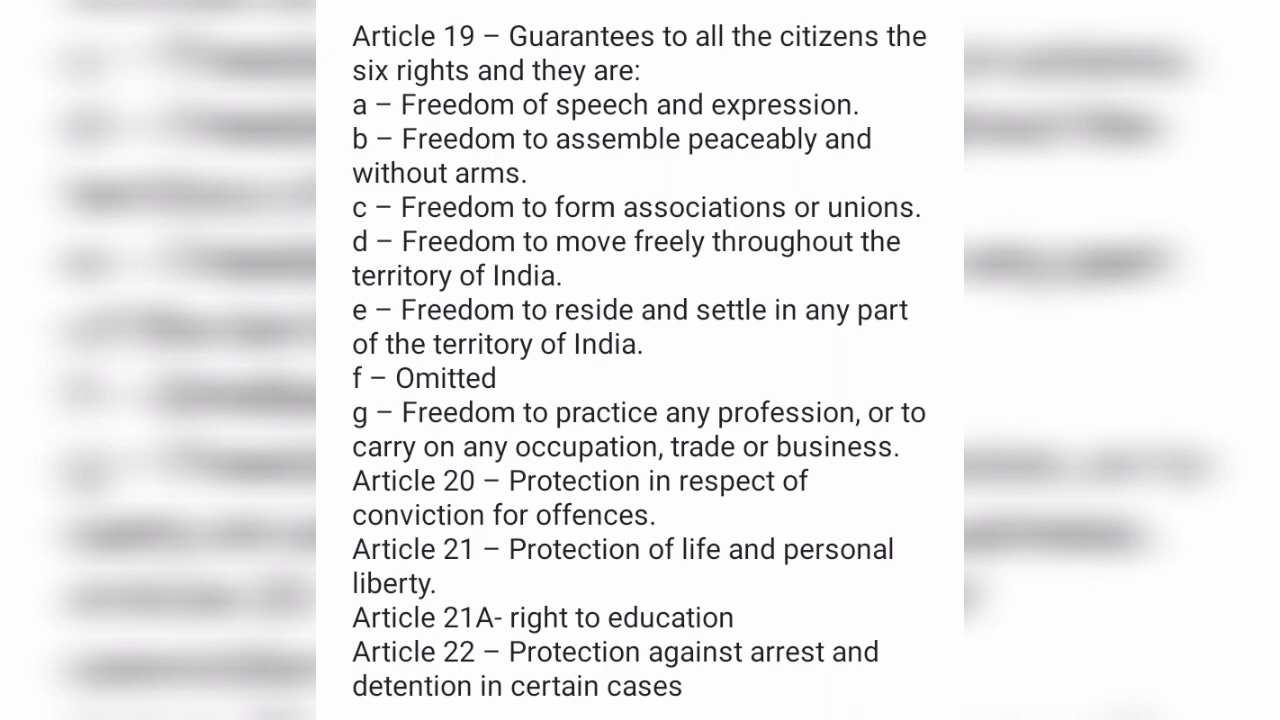 Article 19 – Guarantees to all the citizens the
six rights and they are:
a – Freedom of speech and expression.
b – Freedom to assemble peaceably and
without arms.
c – Freedom to form associations or unions.
d – Freedom to move freely throughout the
territory of India.
e – Freedom to reside and settle in any part
of the territory of India.
f – Omitted
g – Freedom to practice any profession, or to
carry on any occupation, trade or business.
Article 20 – Protection in respect of
conviction for offences.
Article 21 – Protection of life and personal
liberty.
Article 21A- right to education
Article 22 – Protection against arrest and
detention in certain cases